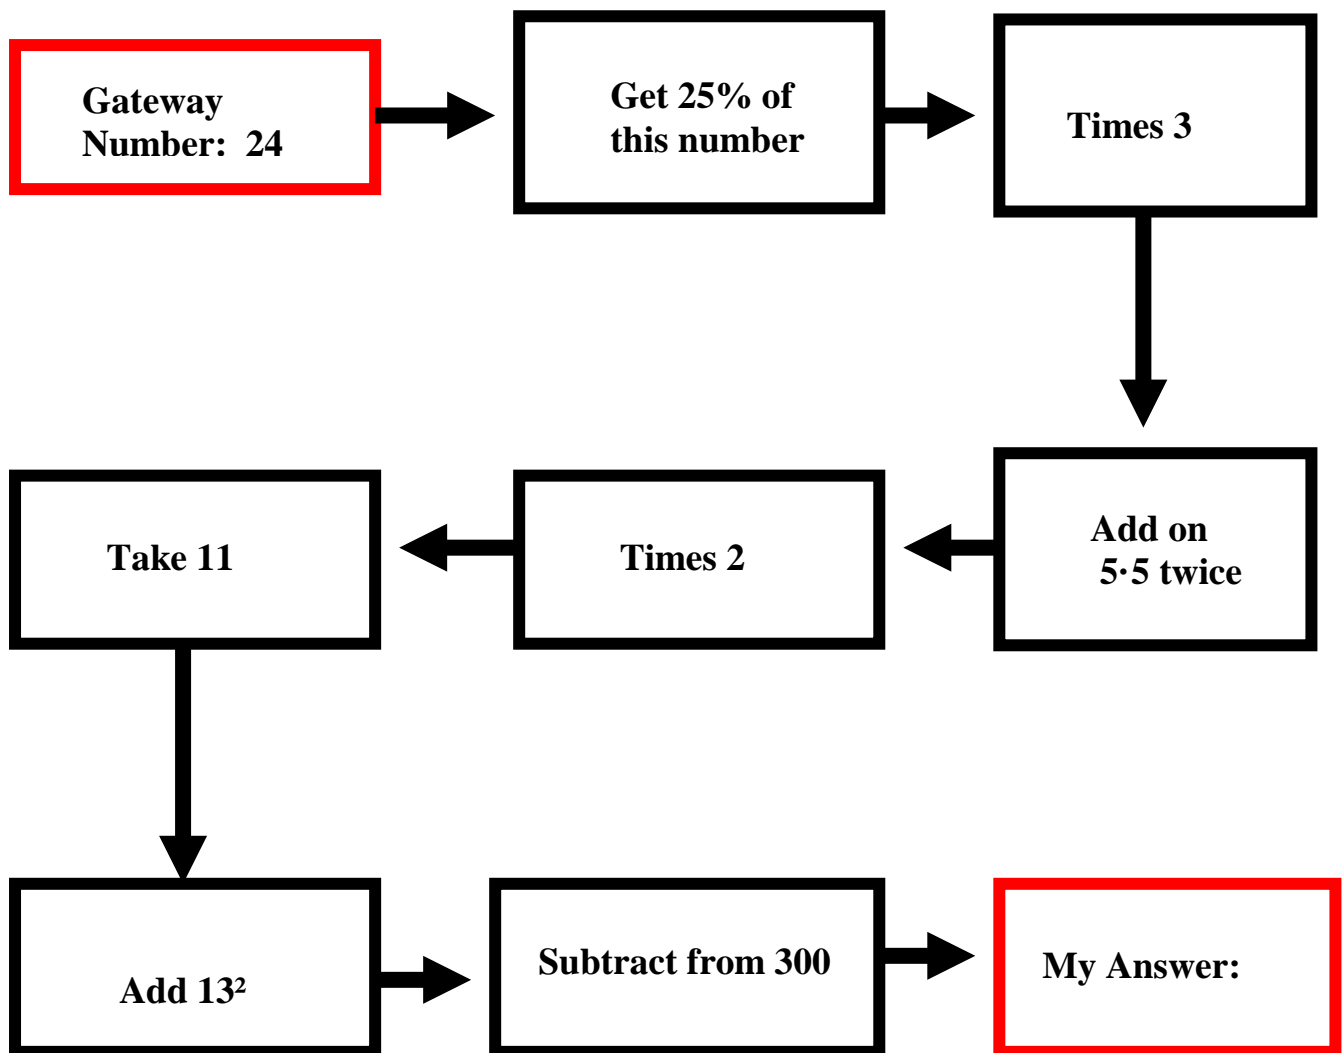 Gateway
Number:  24
Get 25% of
this number
Times 3
Add on
5·5 twice
Times 2
Take 11
Add 13²
Subtract from 300
My Answer: